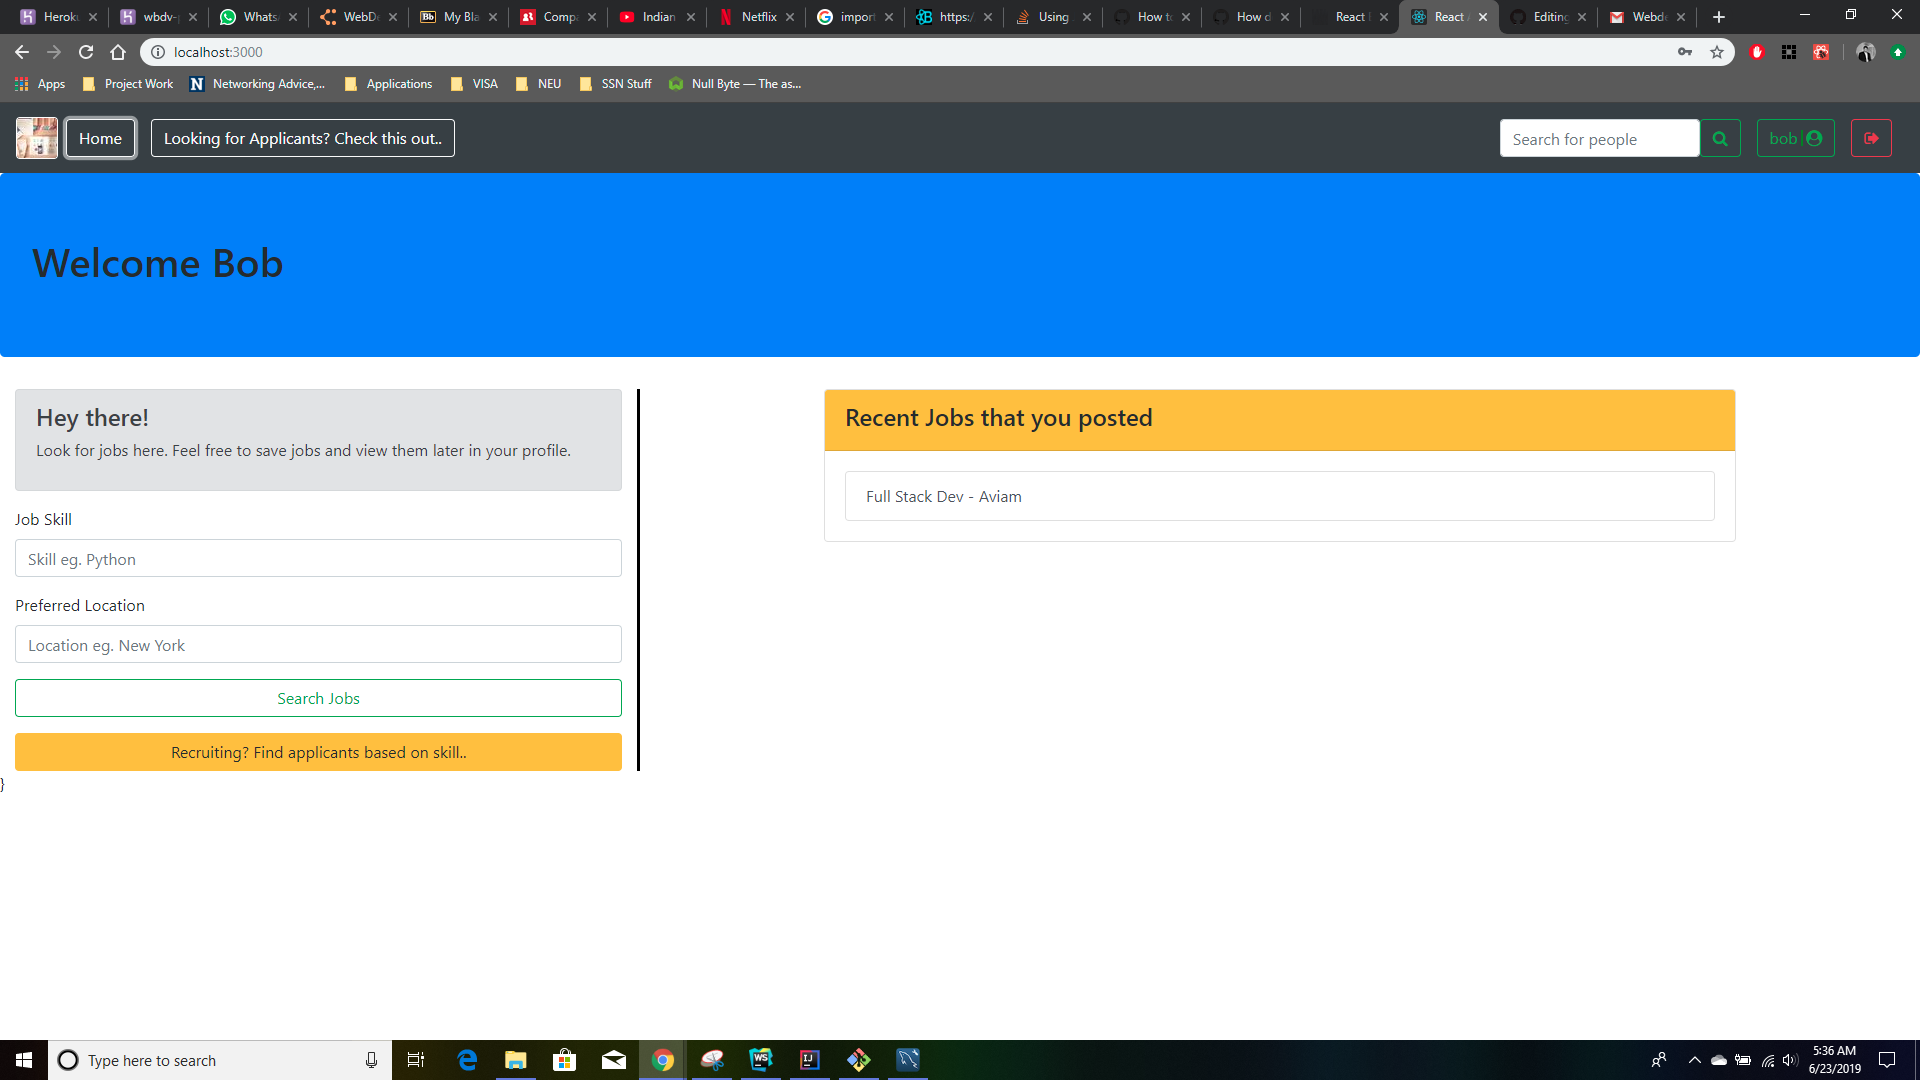 Heroku
wbdv-
Whats
WebDe
My Bla
Comp
Indian
Netflix
import
https:/
Using
How to
How d
React
React
Editing
Webde
localhost:3000
Apps
Project Work
Networking Advice,...
Applications
VISA
NEU
SSN Stuff
Null Byte — The as...
Home
Looking for Applicants? Check this out..
Search for people
bob
Welcome Bob
Hey there!
Look for jobs here. Feel free to save jobs and view them later in your profile.
Job Skill
Skill eg. Python
Preferred Location
Location eg. New York
Search Jobs
Recruiting? Find applicants based on skill..
}
Recent Jobs that you posted
Full Stack Dev - Aviam
Type here to search
5:36 AM
6/23/2019